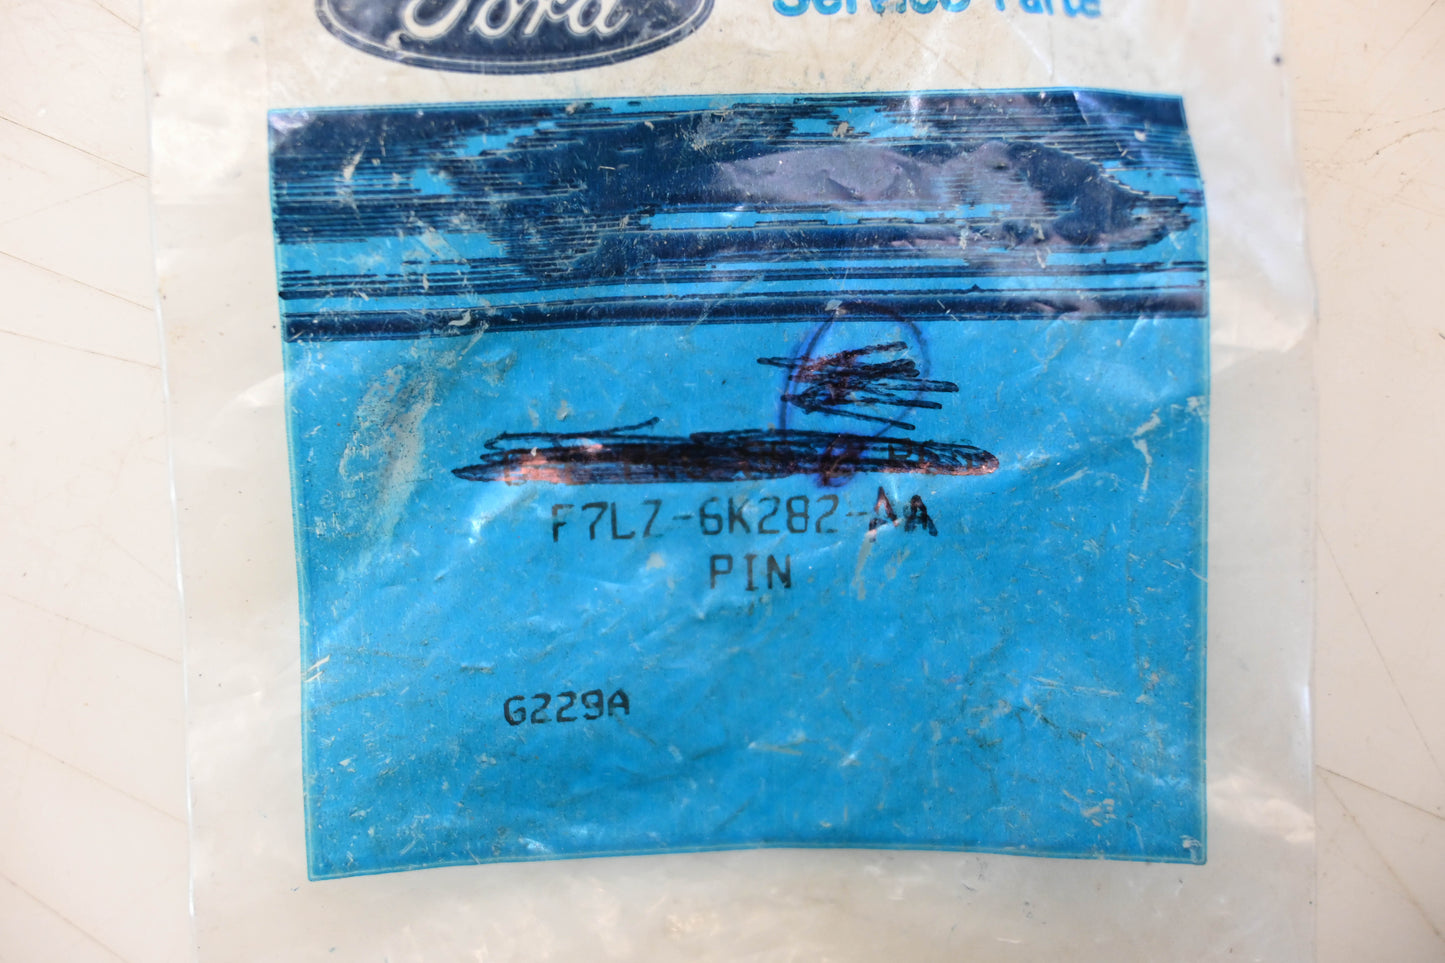 Ford Service Parts
F7LZ-6K282-AA
PIN
G229A